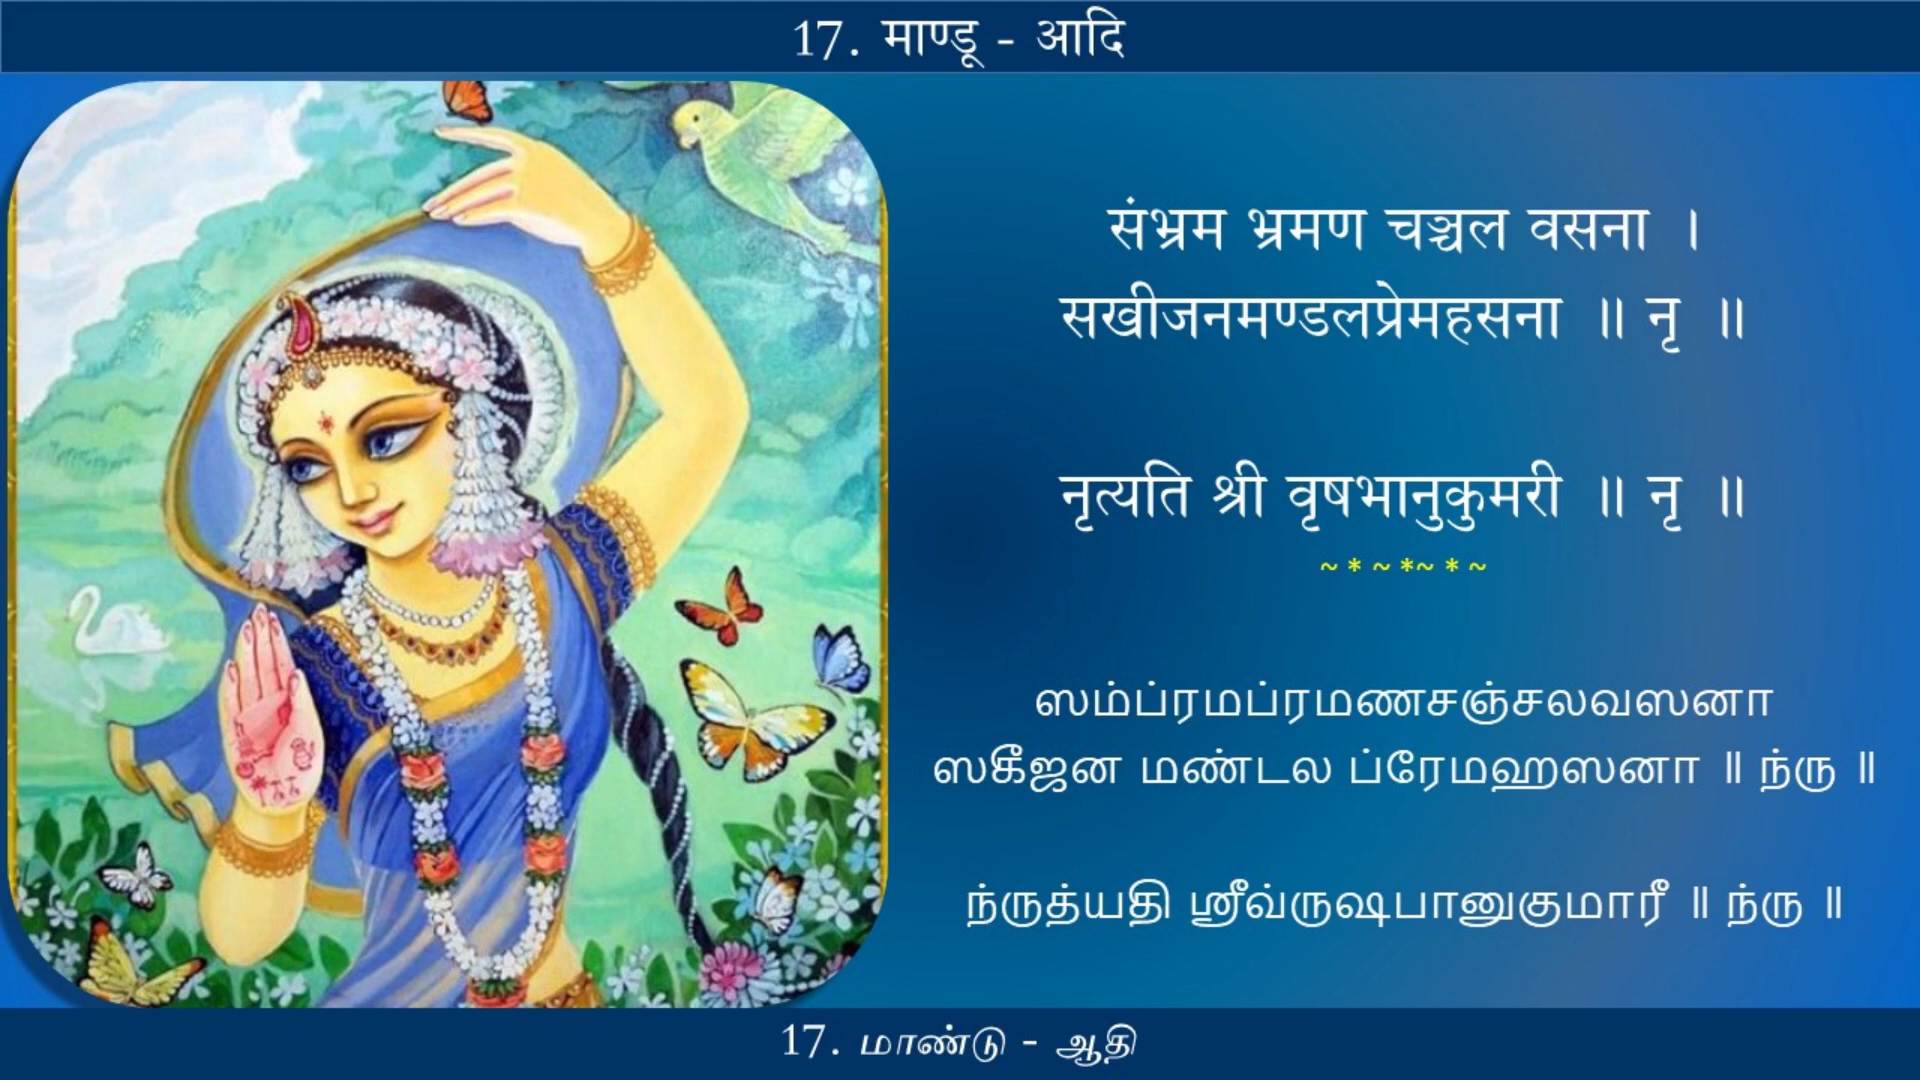 17. माण्डू - आदि
संभ्रम भ्रमण चञ्चल वसना ।
सखीजनमण्डलप्रेमहसना ॥ नृ ॥
नृत्यति श्री वृषभानुकुमरी ॥ नृ ॥
~ * ~ *~ * ~
ஸம்ப்ரமப்ரமணசஞ்சலவஸனா
ஸகீஜன மண்டல ப்ரேமஹஸனா ॥ ந்ரு ॥
ந்ருத்யதி ஶ்ரீவ்ருஷபானுகுமாரீ ॥ ந்ரு ॥
17. மாண்டு - ஆதி